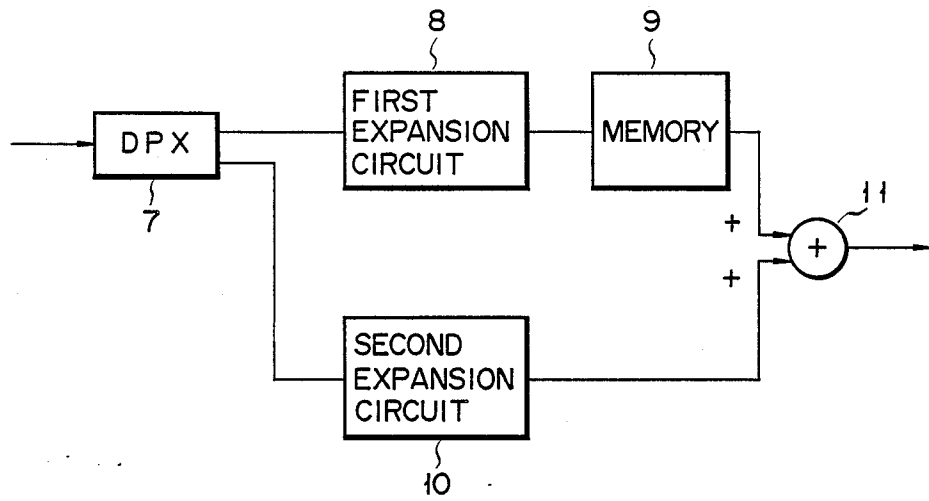 8
9
FIRST
EXPANSION
CIRCUIT
MEMORY
DPX
7
11
+
+
+
SECOND
EXPANSION
CIRCUIT
10